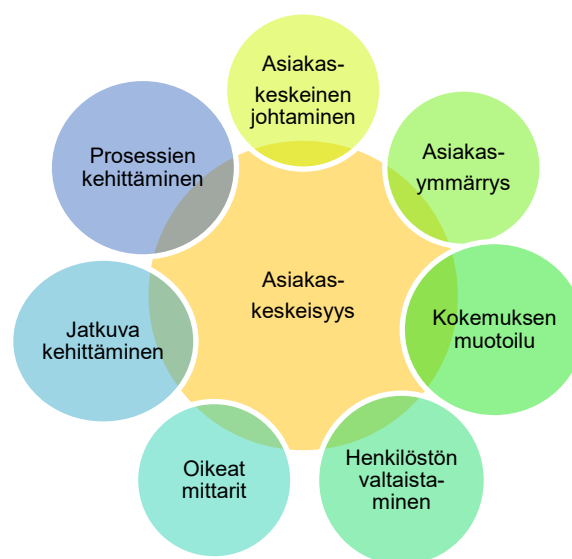 Asiakas-
keskeinen
johtaminen
Asiakas-
ymmärrys
Kokemuksen
muotoilu
Henkilöstön
valtaista-
minen
Oikeat
mittarit
Jatkuva
kehittäminen
Prosessien
kehittäminen
Asiakas-
keskeisyys